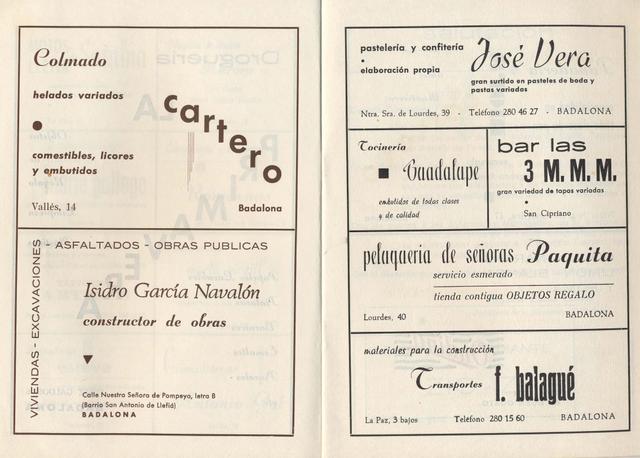 Colmado
helados variados
cartero
comestibles, licores
y embutidos
Vallés, 14
Badalona
VIVIENDAS - EXCAVACIONES - ASFALTADOS - OBRAS PUBLICAS
Isidro García Navalón
constructor de obras
Calle Nuestra Señora de Pompeya, letra B
(Barrio San Antonio de Llefiá)
BADALONA
pastelería y confitería
José Vera
elaboración propia
gran surtido en pasteles de boda y
pastas variadas
Ntra. Sra. de Lourdes, 39 - Teléfono 280 46 27 - BADALONA
Tocinería
Guadalupe
embutidos de todas clases
y de calidad
bar las
3 M. M. M.
gran variedad de tapas variadas
San Cipriano
peluquería de señoras Paquita
servicio esmerado
tienda contigua OBJETOS REGALO
Lourdes, 40 BADALONA
materiales para la construcción
Transportes f. balagué
La Paz, 3 bajos Teléfono 280 15 60 BADALONA